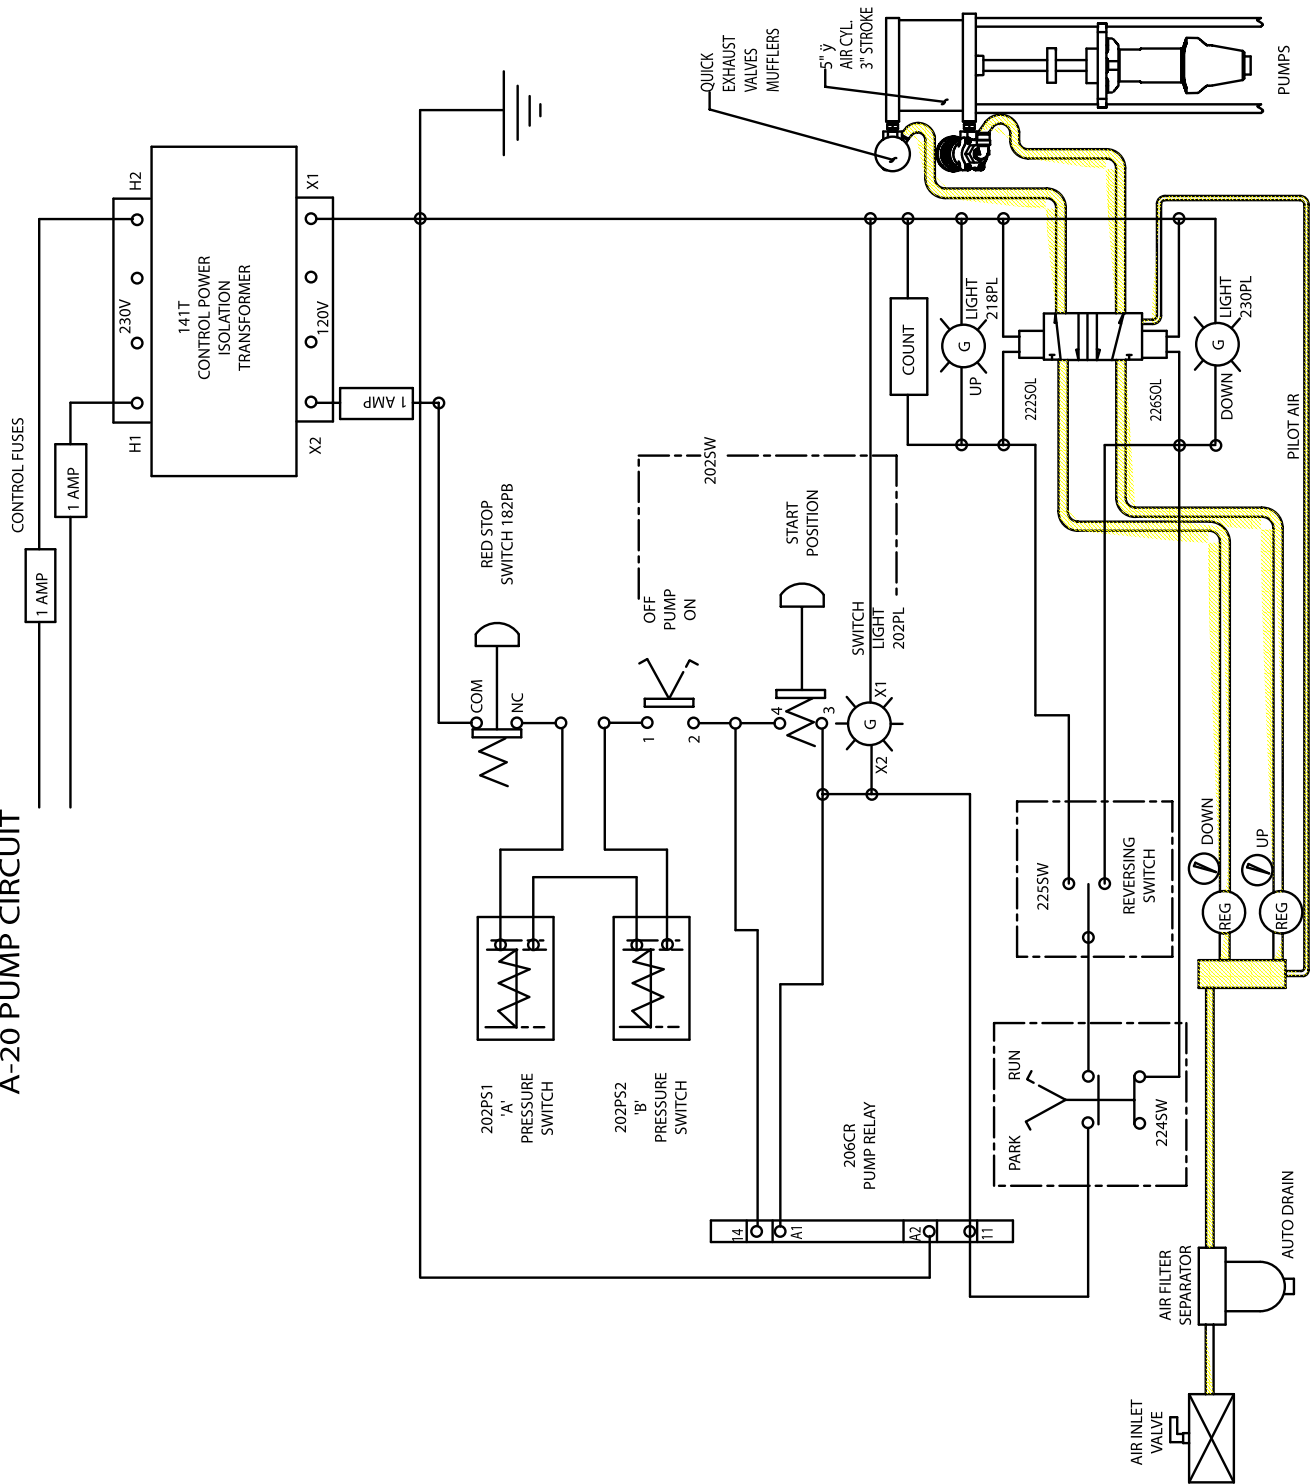 A-20 PUMP CIRCUIT
CONTROL FUSES
1 AMP
1 AMP
H1
H2
230V
141T
CONTROL POWER
ISOLATION
TRANSFORMER
120V
X2
X1
1 AMP
RED STOP
SWITCH 182PB
COM
NC
202PS1
'A'
PRESSURE
SWITCH
202PS2
'B'
PRESSURE
SWITCH
OFF
PUMP
ON
1
2
202SW
START
POSITION
4
3
SWITCH
LIGHT
202PL
X2
G
X1
206CR
PUMP RELAY
14
A1
A2
11
COUNT
UP
G
LIGHT
218PL
222SOL
226SOL
DOWN
G
LIGHT
230PL
225SW
REVERSING
SWITCH
PARK
RUN
224SW
QUICK
EXHAUST
VALVES
MUFFLERS
5" ÿ
AIR CYL.
3" STROKE
PUMPS
PILOT AIR
DOWN
UP
REG
REG
AIR INLET
VALVE
AIR FILTER
SEPARATOR
AUTO DRAIN